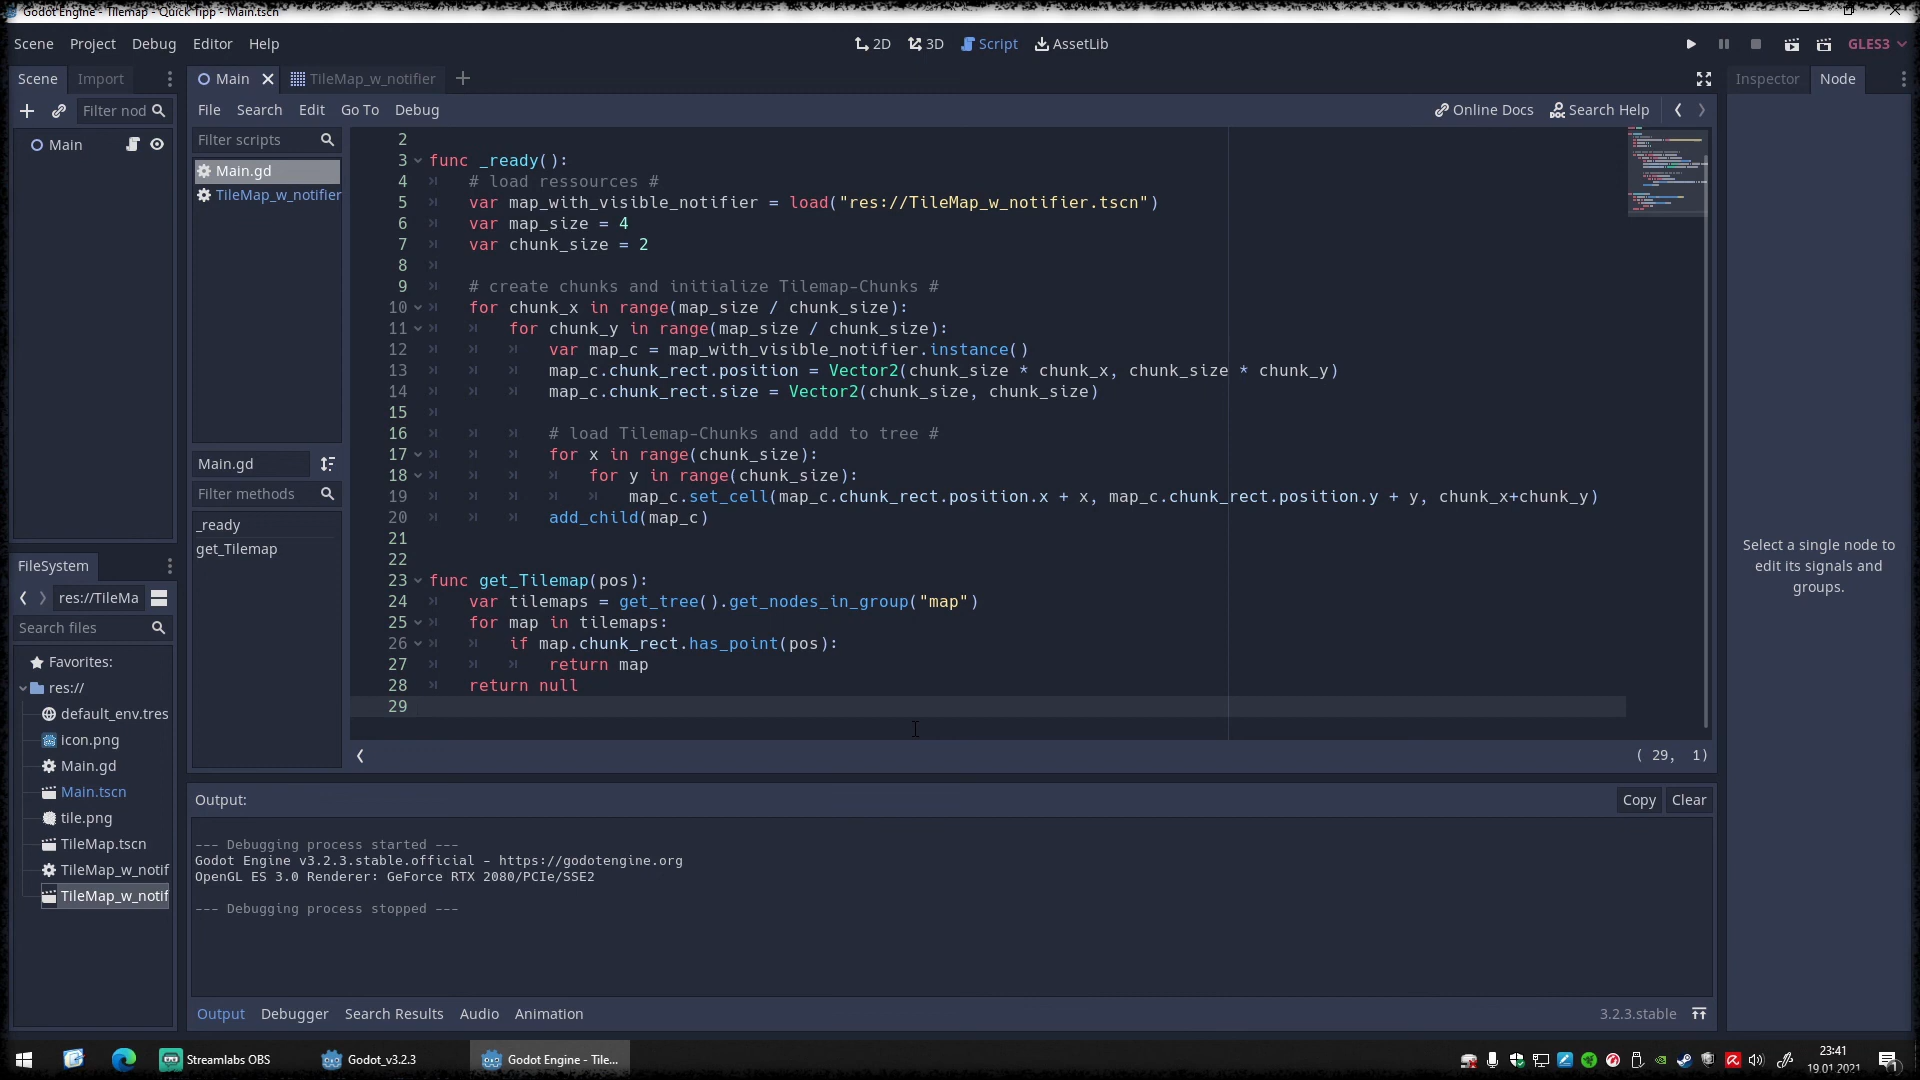 Godot Engine - Tilemap - Quick Tipp - Main.tscn
Scene Project Debug Editor Help
2D 3D Script AssetLib
GLES3
Scene Import
Main TileMap_w_notifier
Inspector Node
Filter nod
File Search Edit Go To Debug
Online Docs Search Help
Main
Filter scripts
Main.gd
TileMap_w_notifier
Main.gd
Filter methods
_ready
get_Tilemap
2
3 func _ready():
4 # load ressources #
5 var map_with_visible_notifier = load("res://TileMap_w_notifier.tscn")
6 var map_size = 4
7 var chunk_size = 2
8
9 # create chunks and initialize Tilemap-Chunks #
10 for chunk_x in range(map_size / chunk_size):
11 for chunk_y in range(map_size / chunk_size):
12 var map_c = map_with_visible_notifier.instance()
13 map_c.chunk_rect.position = Vector2(chunk_size * chunk_x, chunk_size * chunk_y)
14 map_c.chunk_rect.size = Vector2(chunk_size, chunk_size)
15
16 # load Tilemap-Chunks and add to tree #
17 for x in range(chunk_size):
18 for y in range(chunk_size):
19 map_c.set_cell(map_c.chunk_rect.position.x + x, map_c.chunk_rect.position.y + y, chunk_x+chunk_y)
20 add_child(map_c)
21
22
23 func get_Tilemap(pos):
24 var tilemaps = get_tree().get_nodes_in_group("map")
25 for map in tilemaps:
26 if map.chunk_rect.has_point(pos):
27 return map
28 return null
29
( 29, 1)
FileSystem
res://TileMa
Search files
Favorites:
res://
default_env.tres
icon.png
Main.gd
Main.tscn
tile.png
TileMap.tscn
TileMap_w_notif
TileMap_w_notif
Output:
Copy Clear
--- Debugging process started ---
Godot Engine v3.2.3.stable.official - https://godotengine.org
OpenGL ES 3.0 Renderer: GeForce RTX 2080/PCIe/SSE2
--- Debugging process stopped ---
Output Debugger Search Results Audio Animation
3.2.3.stable
Select a single node to
edit its signals and
groups.
Streamlabs OBS
Godot_v3.2.3
Godot Engine - Tile...
23:41
19.01.2021
1